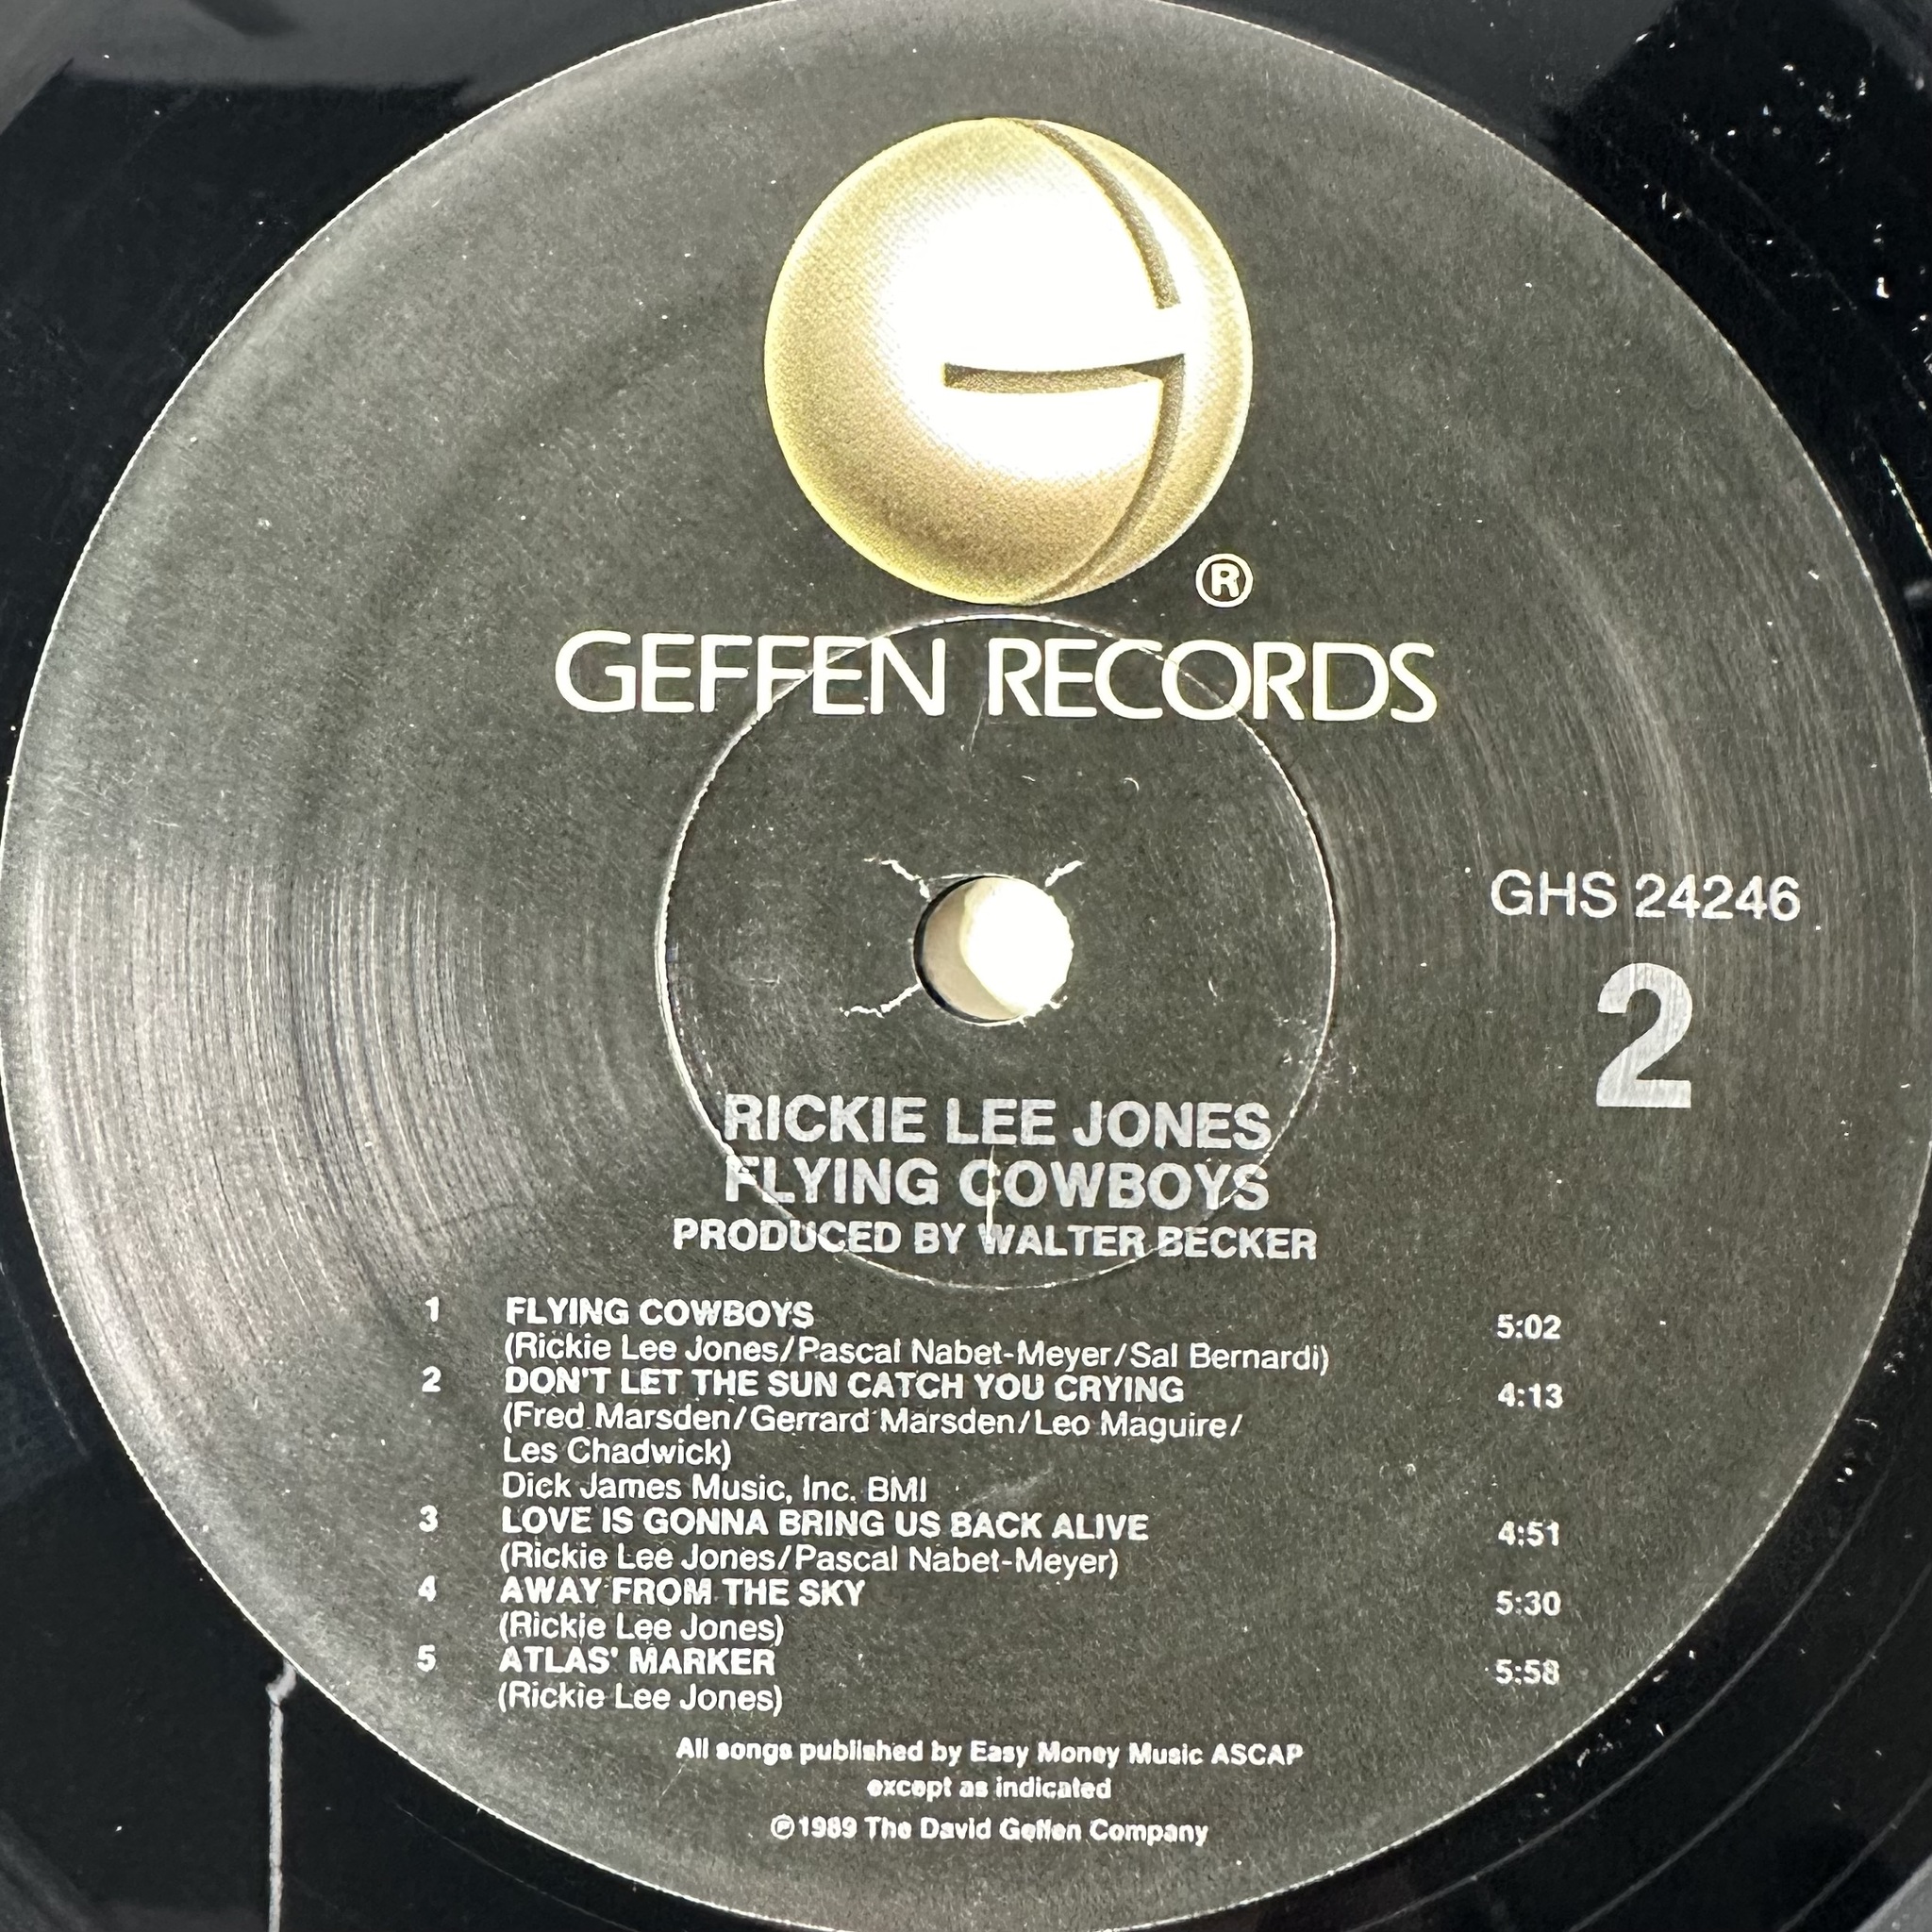 ®
GEFFEN RECORDS
GHS 24246
2
RICKIE LEE JONES
FLYING COWBOYS
PRODUCED BY WALTER BECKER
1 FLYING COWBOYS 5:02
(Rickie Lee Jones/Pascal Nabet-Meyer/Sal Bernardi)
2 DON'T LET THE SUN CATCH YOU CRYING 4:13
(Fred Marsden/Gerrard Marsden/Leo Maguire/
Les Chadwick)
Dick James Music, Inc. BMI
3 LOVE IS GONNA BRING US BACK ALIVE 4:51
(Rickie Lee Jones/Pascal Nabet-Meyer)
4 AWAY FROM THE SKY 5:30
(Rickie Lee Jones)
5 ATLAS' MARKER 5:58
(Rickie Lee Jones)
All songs published by Easy Money Music ASCAP
except as indicated
℗1989 The David Geffen Company